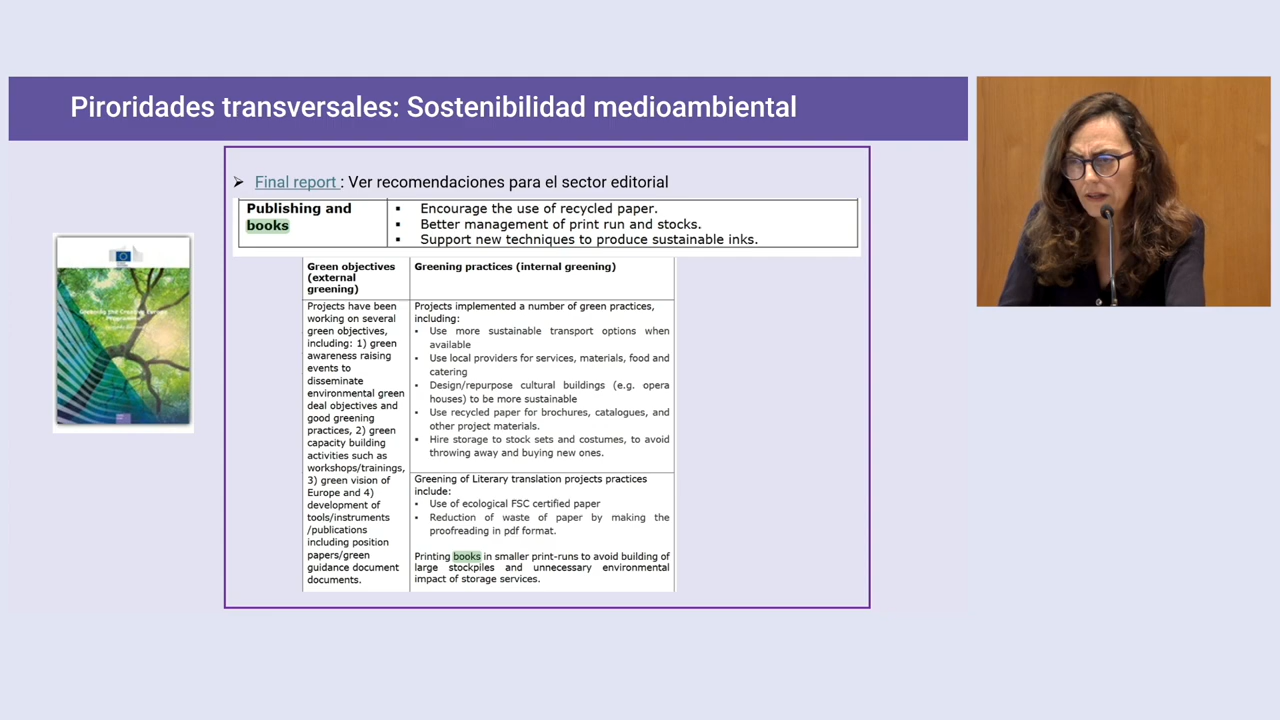 Piroridades transversales: Sostenibilidad medioambiental
➢ Final report : Ver recomendaciones para el sector editorial
Publishing and
books
▪ Encourage the use of recycled paper.
▪ Better management of print run and stocks.
▪ Support new techniques to produce sustainable inks.
Greening the Creative Europe
Programme
Green objectives
(external
greening)
Projects have been
working on several
green objectives,
including: 1) green
awareness raising
events to
disseminate
environmental green
deal objectives and
good greening
practices, 2) green
capacity building
activities such as
workshops/trainings,
3) green vision of
Europe and 4)
development of
tools/instruments
/publications
including position
papers/green
guidance document
documents.
Greening practices (internal greening)
Projects implemented a number of green practices,
including:
• Use more sustainable transport options when
available
• Use local providers for services, materials, food and
catering
• Design/repurpose cultural buildings (e.g. opera
houses) to be more sustainable
• Use recycled paper for brochures, catalogues, and
other project materials.
• Hire storage to stock sets and costumes, to avoid
throwing away and buying new ones.
Greening of Literary translation projects practices
include:
• Use of ecological FSC certified paper
• Reduction of waste of paper by making the
proofreading in pdf format.
Printing books in smaller print-runs to avoid building of
large stockpiles and unnecessary environmental
impact of storage services.